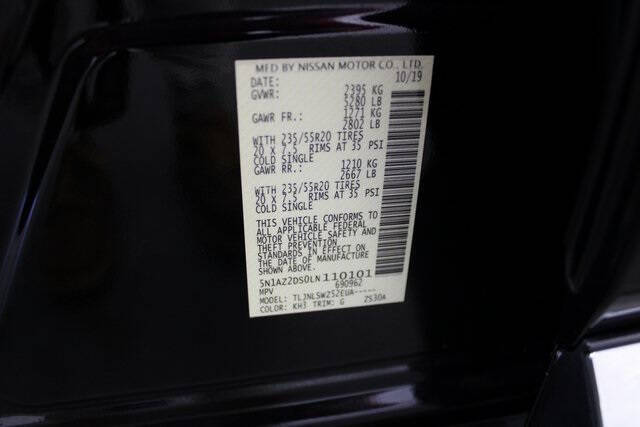 MFD BY NISSAN MOTOR CO., LTD.
DATE: 10/19
GVWR: 2395 KG
5280 LB
GAWR FR.: 1271 KG
2802 LB
WITH 235/55R20 TIRES
20 X 7.5 RIMS AT 35 PSI
COLD SINGLE
GAWR RR.: 1210 KG
2667 LB
WITH 235/55R20 TIRES
20 X 7.5 RIMS AT 35 PSI
COLD SINGLE
THIS VEHICLE CONFORMS TO
ALL APPLICABLE FEDERAL
MOTOR VEHICLE SAFETY AND
THEFT PREVENTION
STANDARDS IN EFFECT ON
THE DATE OF MANUFACTURE
SHOWN ABOVE.
5N1AZ2DS0LN110101
MPV 690962
MODEL: TLJNLSW252EUA-----
COLOR: KH3 TRIM: G ZS30A